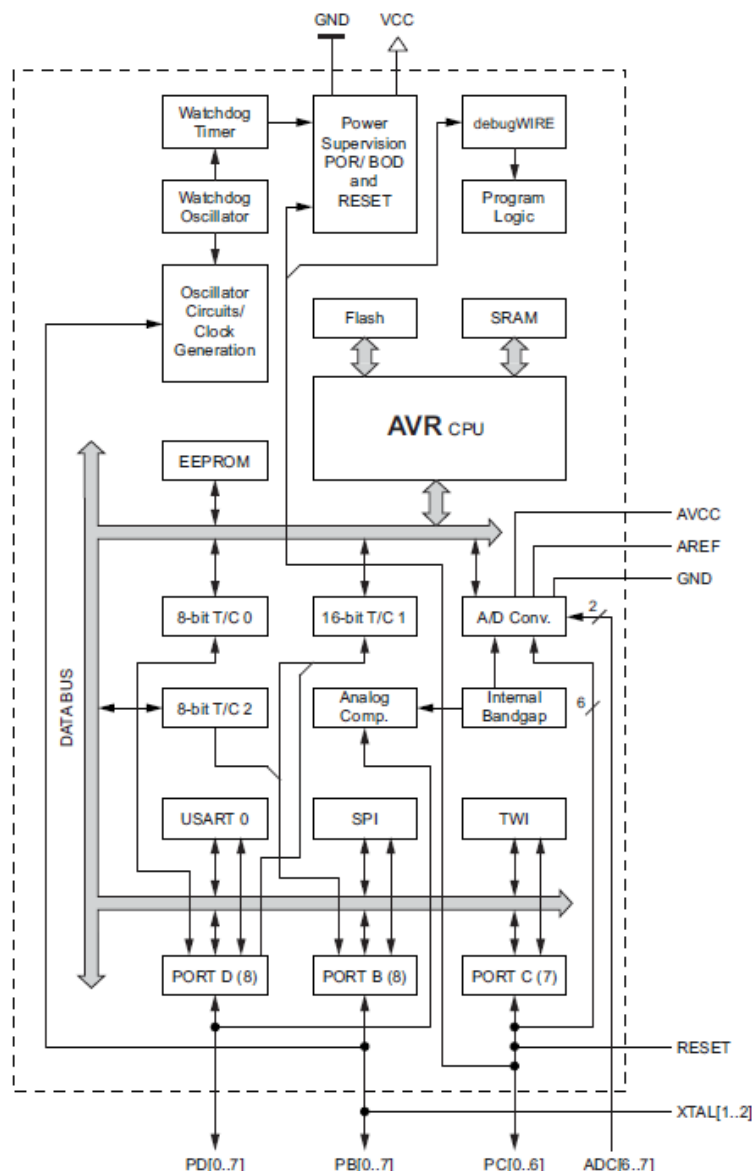 GND
VCC
Watchdog
Timer
Power
Supervision
POR/ BOD
and
RESET
debugWIRE
Watchdog
Oscillator
Program
Logic
Oscillator
Circuits/
Clock
Generation
Flash
SRAM
AVR CPU
EEPROM
AVCC
AREF
GND
8-bit T/C 0
16-bit T/C 1
A/D Conv.
2
DATA BUS
8-bit T/C 2
Analog
Comp.
Internal
Bandgap
6
USART 0
SPI
TWI
PORT D (8)
PORT B (8)
PORT C (7)
RESET
XTAL[1..2]
PD[0..7]
PB[0..7]
PC[0..6]
ADC[6..7]